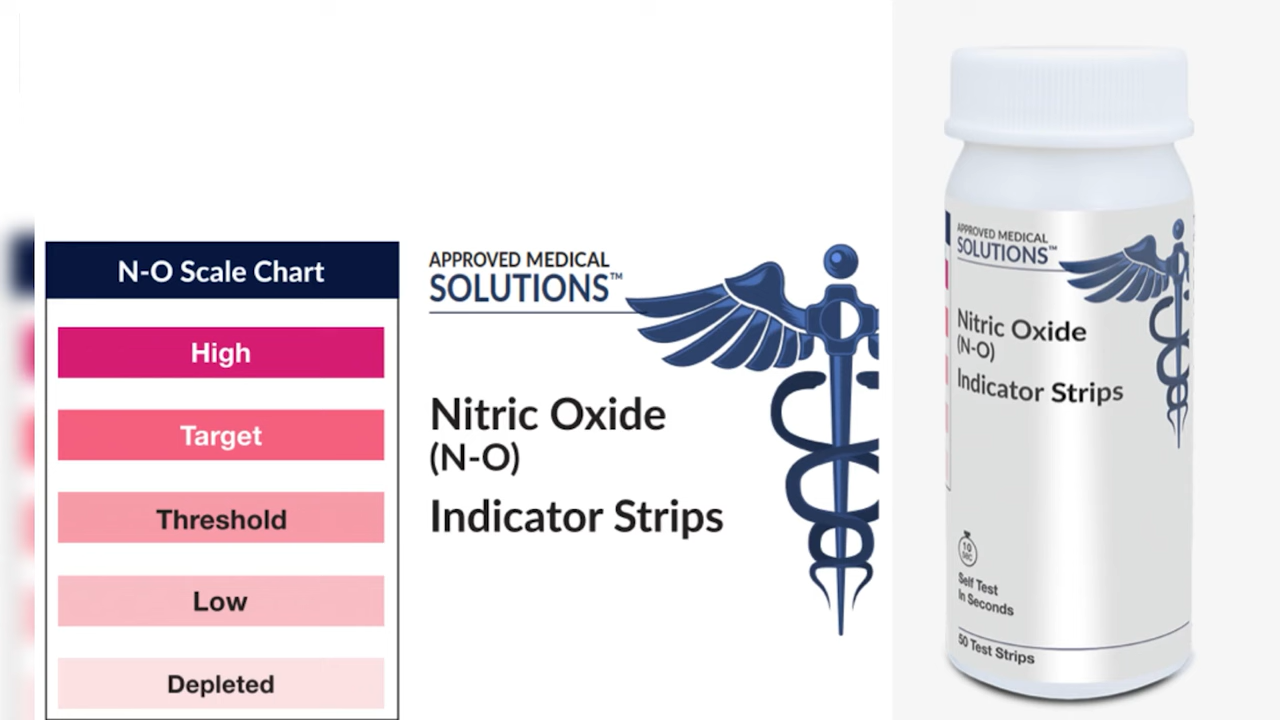 N-O Scale Chart
High
Target
Threshold
Low
Depleted
APPROVED MEDICAL
SOLUTIONS™
Nitric Oxide
(N-O)
Indicator Strips
APPROVED MEDICAL
SOLUTIONS™
Nitric Oxide
(N-O)
Indicator Strips
10
SEC
Self Test
In Seconds
50 Test Strips